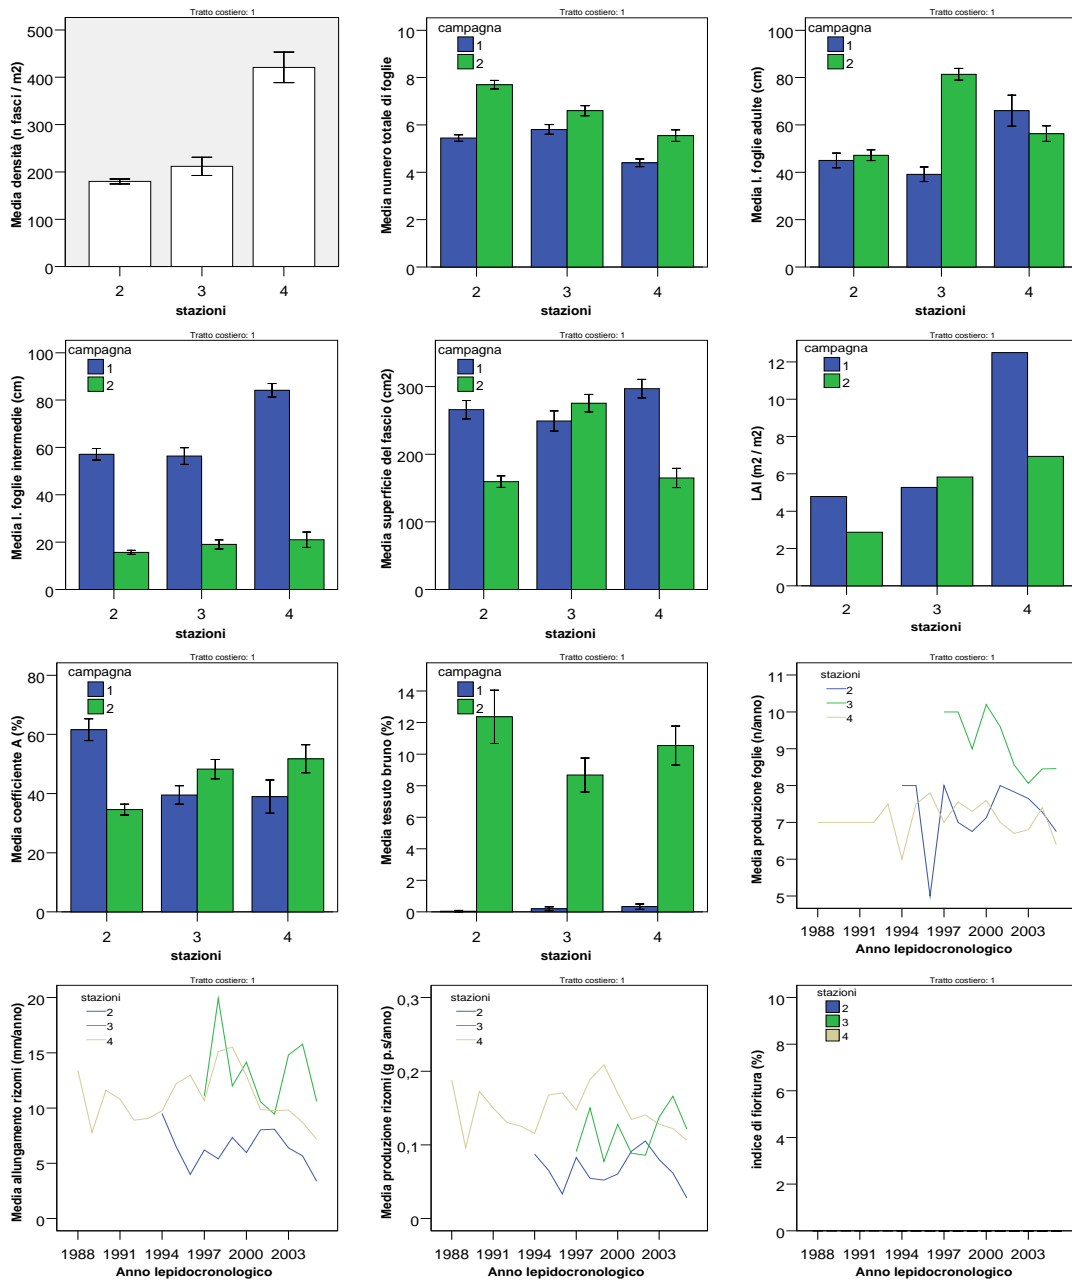 Tratto costiero: 1
Media densità (n fasci / m2)
500
400
300
200
100
0
2 3 4
stazioni
Tratto costiero: 1
campagna
1
2
Media numero totale di foglie
10
8
6
4
2
0
2 3 4
stazioni
Tratto costiero: 1
campagna
1
2
Media l. foglie adulte (cm)
100
80
60
40
20
0
2 3 4
stazioni
Tratto costiero: 1
campagna
1
2
Media l. foglie intermedie (cm)
100
80
60
40
20
0
2 3 4
stazioni
Tratto costiero: 1
campagna
1
2
Media superficie del fascio (cm2)
300
200
100
0
2 3 4
stazioni
Tratto costiero: 1
campagna
1
2
LAI (m2 / m2)
12
10
8
6
4
2
0
2 3 4
stazioni
Tratto costiero: 1
campagna
1
2
Media coefficiente A (%)
80
60
40
20
0
2 3 4
stazioni
Tratto costiero: 1
campagna
1
2
Media tessuto bruno (%)
14
12
10
8
6
4
2
0
2 3 4
stazioni
Tratto costiero: 1
stazioni
2
3
4
Media produzione foglie (n/anno)
11
10
9
8
7
6
5
1988 1991 1994 1997 2000 2003
Anno lepidocronologico
Tratto costiero: 1
stazioni
2
3
4
Media allungamento rizomi (mm/anno)
20
15
10
5
0
1988 1991 1994 1997 2000 2003
Anno lepidocronologico
Tratto costiero: 1
stazioni
2
3
4
Media produzione rizomi (g p.s/anno)
0,3
0,2
0,1
0,0
1988 1991 1994 1997 2000 2003
Anno lepidocronologico
Tratto costiero: 1
stazioni
2
3
4
indice di fioritura (%)
10
8
6
4
2
0
1988 1991 1994 1997 2000 2003
Anno lepidocronologico